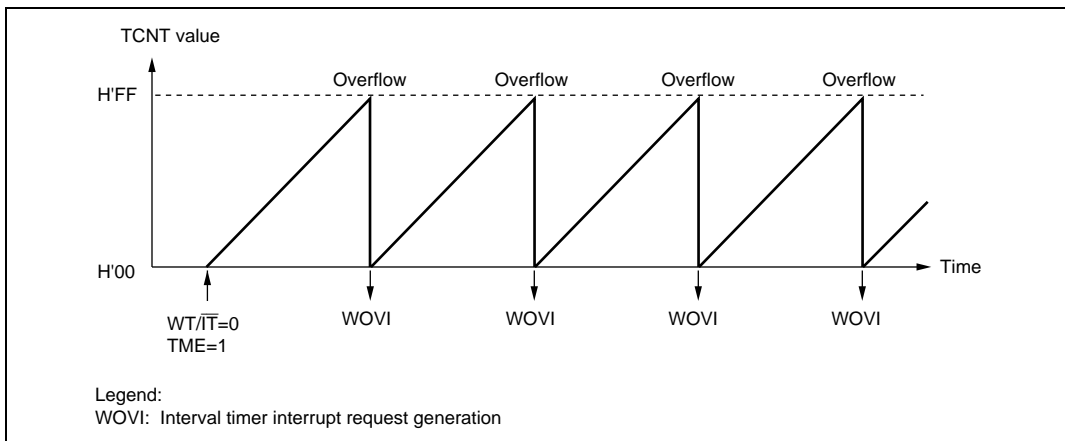 TCNT value
Overflow Overflow Overflow Overflow
H'FF
H'00
Time
WT/I̅T̅=0
TME=1
WOVI WOVI WOVI WOVI
Legend:
WOVI: Interval timer interrupt request generation